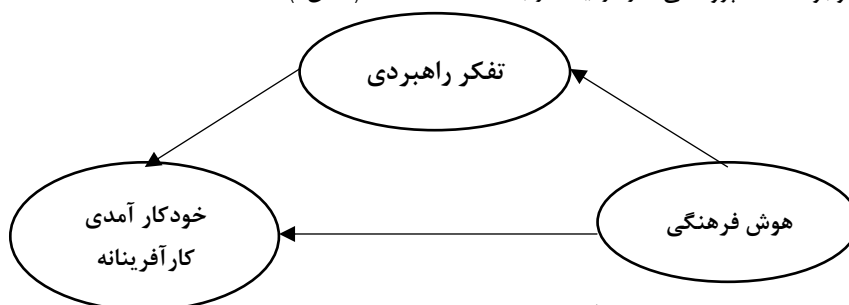 تفکر راهبردی
هوش فرهنگی
خودکار آمدی
کارآفرینانه